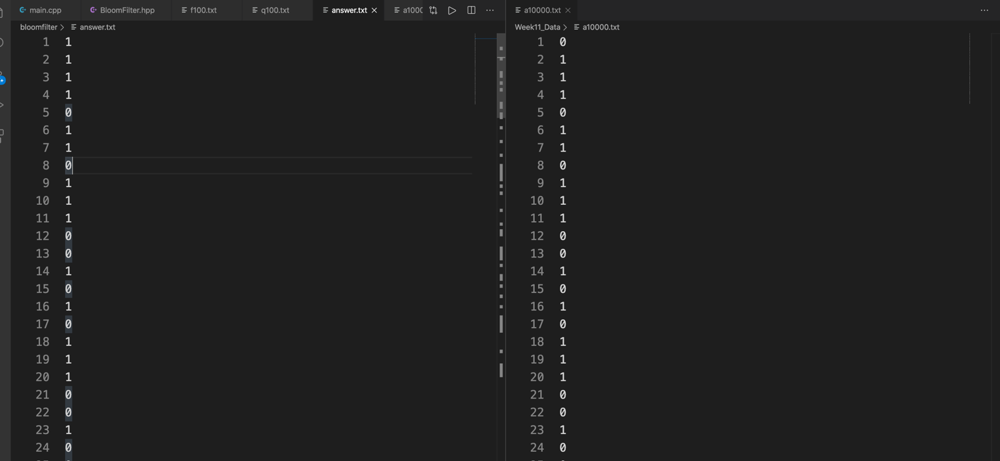 main.cpp BloomFilter.hpp f100.txt q100.txt answer.txt a1000 a10000.txt
bloomfilter answer.txt Week11_Data a10000.txt
1 1 1 0
2 1 2 1
3 1 3 1
4 1 4 1
5 0 5 0
6 1 6 1
7 1 7 1
8 0 8 0
9 1 9 1
10 1 10 1
11 1 11 1
12 0 12 0
13 0 13 0
14 1 14 1
15 0 15 0
16 1 16 1
17 0 17 0
18 1 18 1
19 1 19 1
20 1 20 1
21 0 21 0
22 0 22 0
23 1 23 1
24 0 24 0